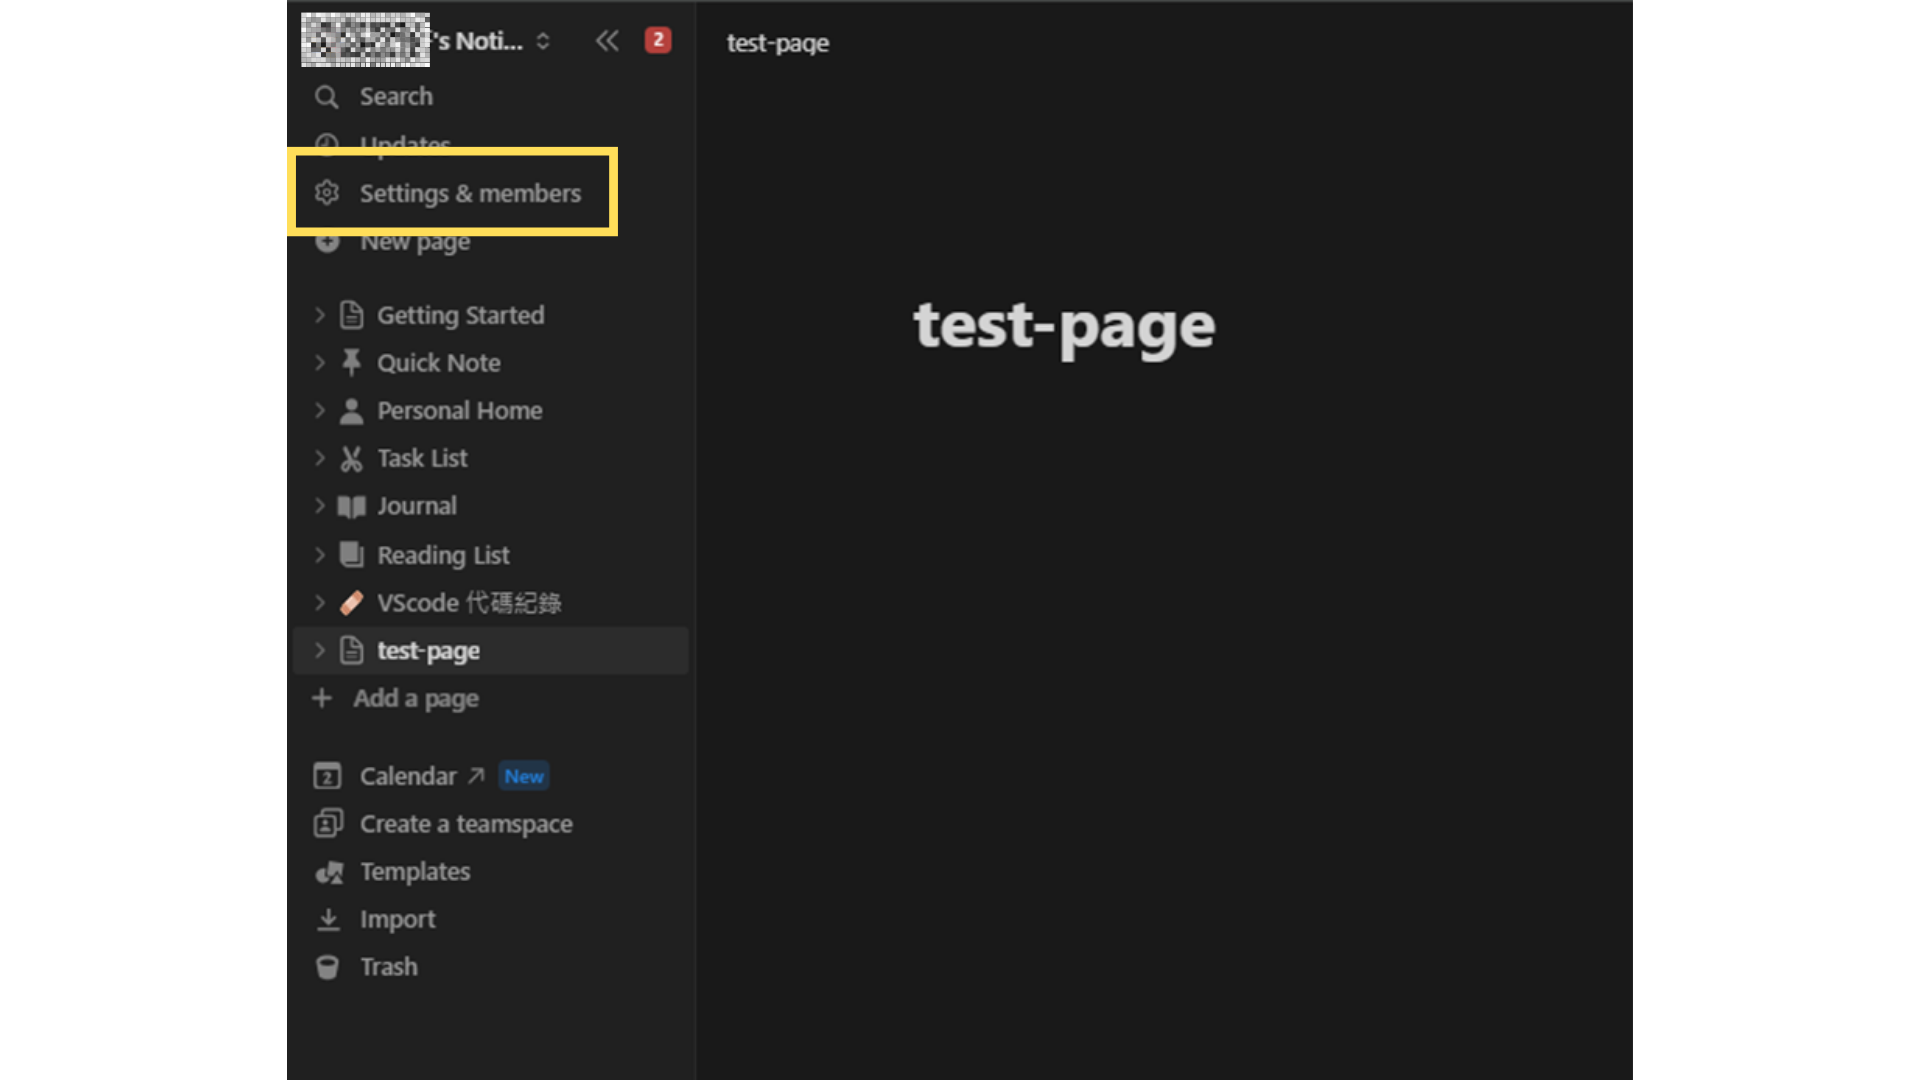 's Noti...
2
test-page
Search
Updates
Settings & members
New page
test-page
Getting Started
Quick Note
Personal Home
Task List
Journal
Reading List
VScode 代碼紀錄
test-page
Add a page
2
Calendar New
Create a teamspace
Templates
Import
Trash